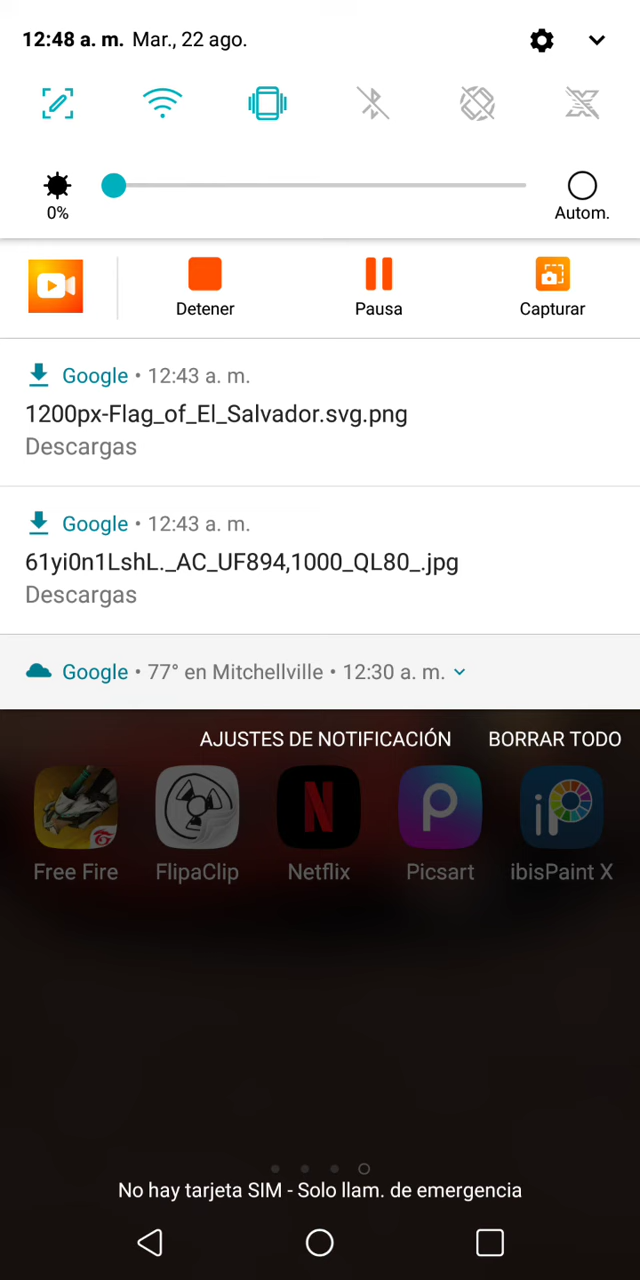 12:48 a. m. Mar., 22 ago.
0%
Autom.
Detener
Pausa
Capturar
Google • 12:43 a. m.
1200px-Flag_of_El_Salvador.svg.png
Descargas
Google • 12:43 a. m.
61yi0n1LshL._AC_UF894,1000_QL80_.jpg
Descargas
Google • 77° en Mitchellville • 12:30 a. m.
AJUSTES DE NOTIFICACIÓN
BORRAR TODO
Free Fire
FlipaClip
Netflix
Picsart
ibisPaint X
No hay tarjeta SIM - Solo llam. de emergencia